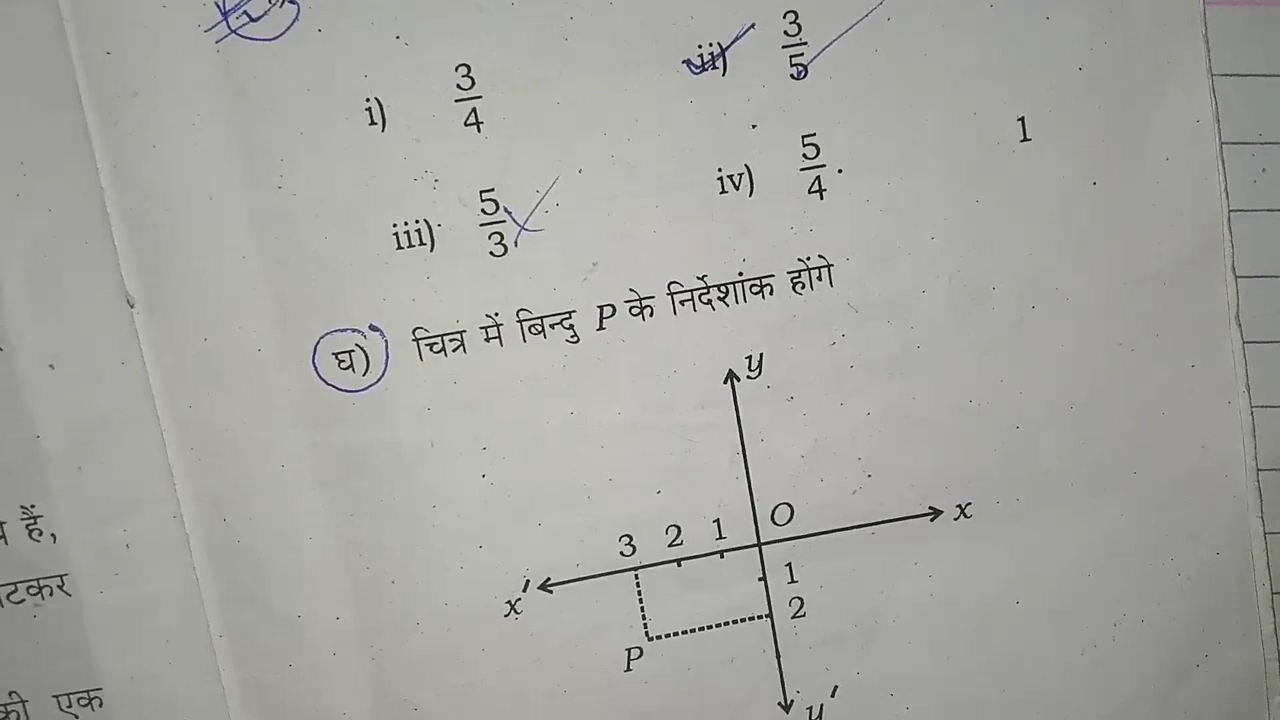 i) 3/4
ii) 3/5
iii) 5/3
iv) 5/4.
1
घ) चित्र में बिन्दु P के निर्देशांक होंगे
y
3 2 1 O x
x′
1
2
P
y′
हैं,
टकर
की एक